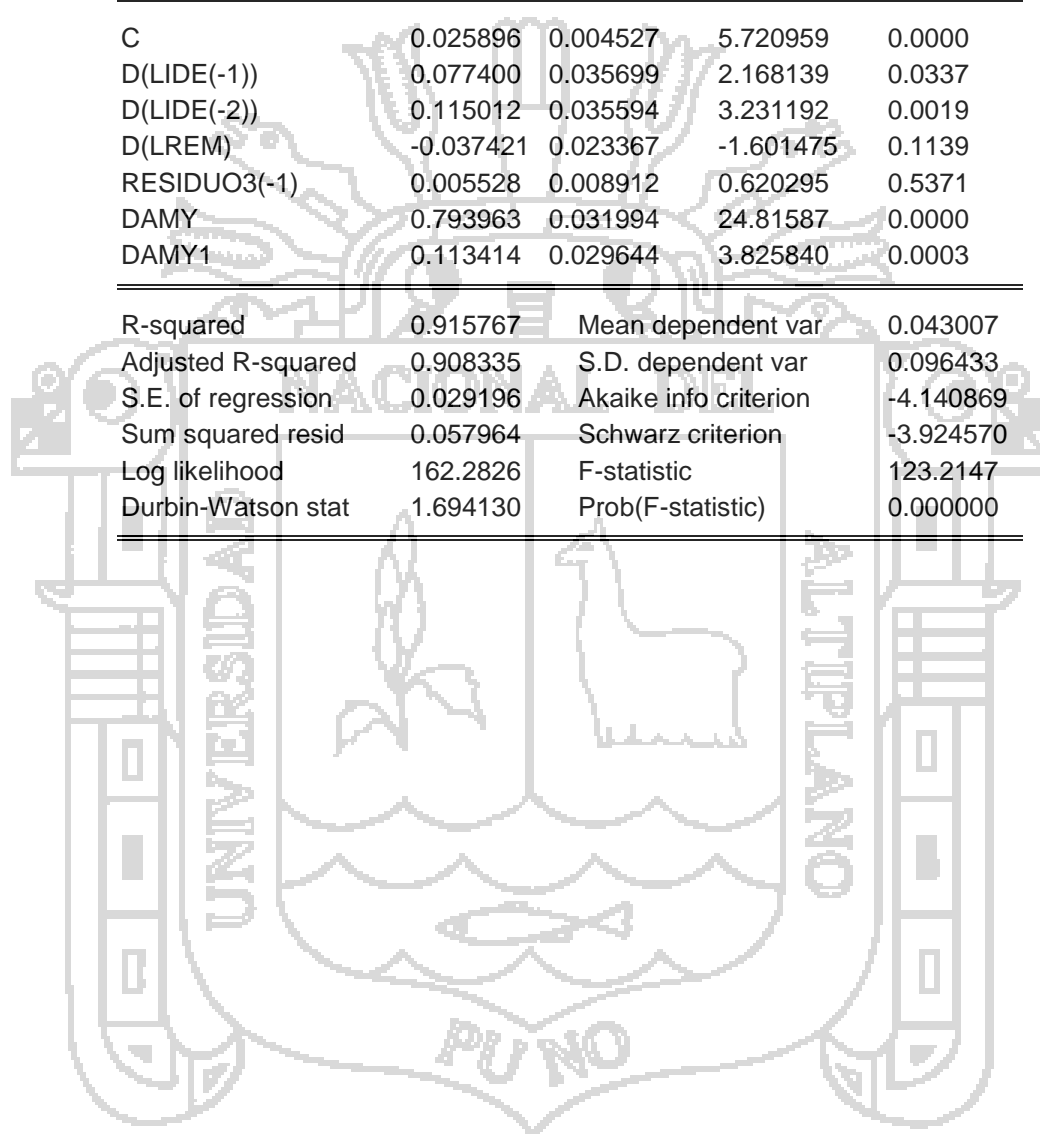 C 0.025896 0.004527 5.720959 0.0000
D(LIDE(-1)) 0.077400 0.035699 2.168139 0.0337
D(LIDE(-2)) 0.115012 0.035594 3.231192 0.0019
D(LREM) -0.037421 0.023367 -1.601475 0.1139
RESIDUO3(-1) 0.005528 0.008912 0.620295 0.5371
DAMY 0.793963 0.031994 24.81587 0.0000
DAMY1 0.113414 0.029644 3.825840 0.0003
R-squared 0.915767 Mean dependent var 0.043007
Adjusted R-squared 0.908335 S.D. dependent var 0.096433
S.E. of regression 0.029196 Akaike info criterion -4.140869
Sum squared resid 0.057964 Schwarz criterion -3.924570
Log likelihood 162.2826 F-statistic 123.2147
Durbin-Watson stat 1.694130 Prob(F-statistic) 0.000000
UNIVERSIDAD
NACIONAL DEL
ALTIPLANO
PUNO